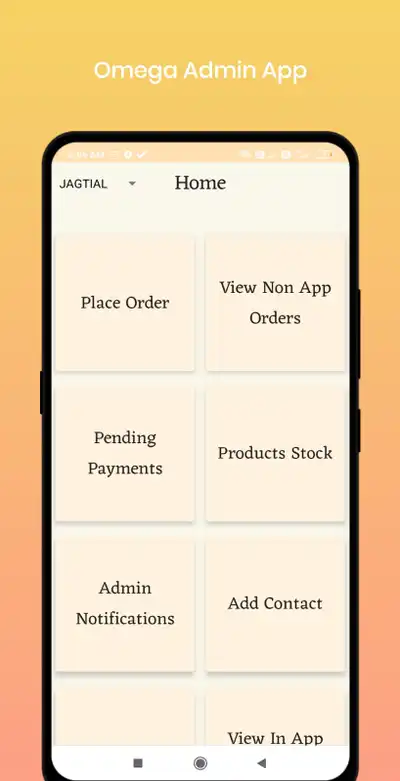 Omega Admin App
JAGTIAL
Home
Place Order
View Non App
Orders
Pending
Payments
Products Stock
Admin
Notifications
Add Contact
View In App